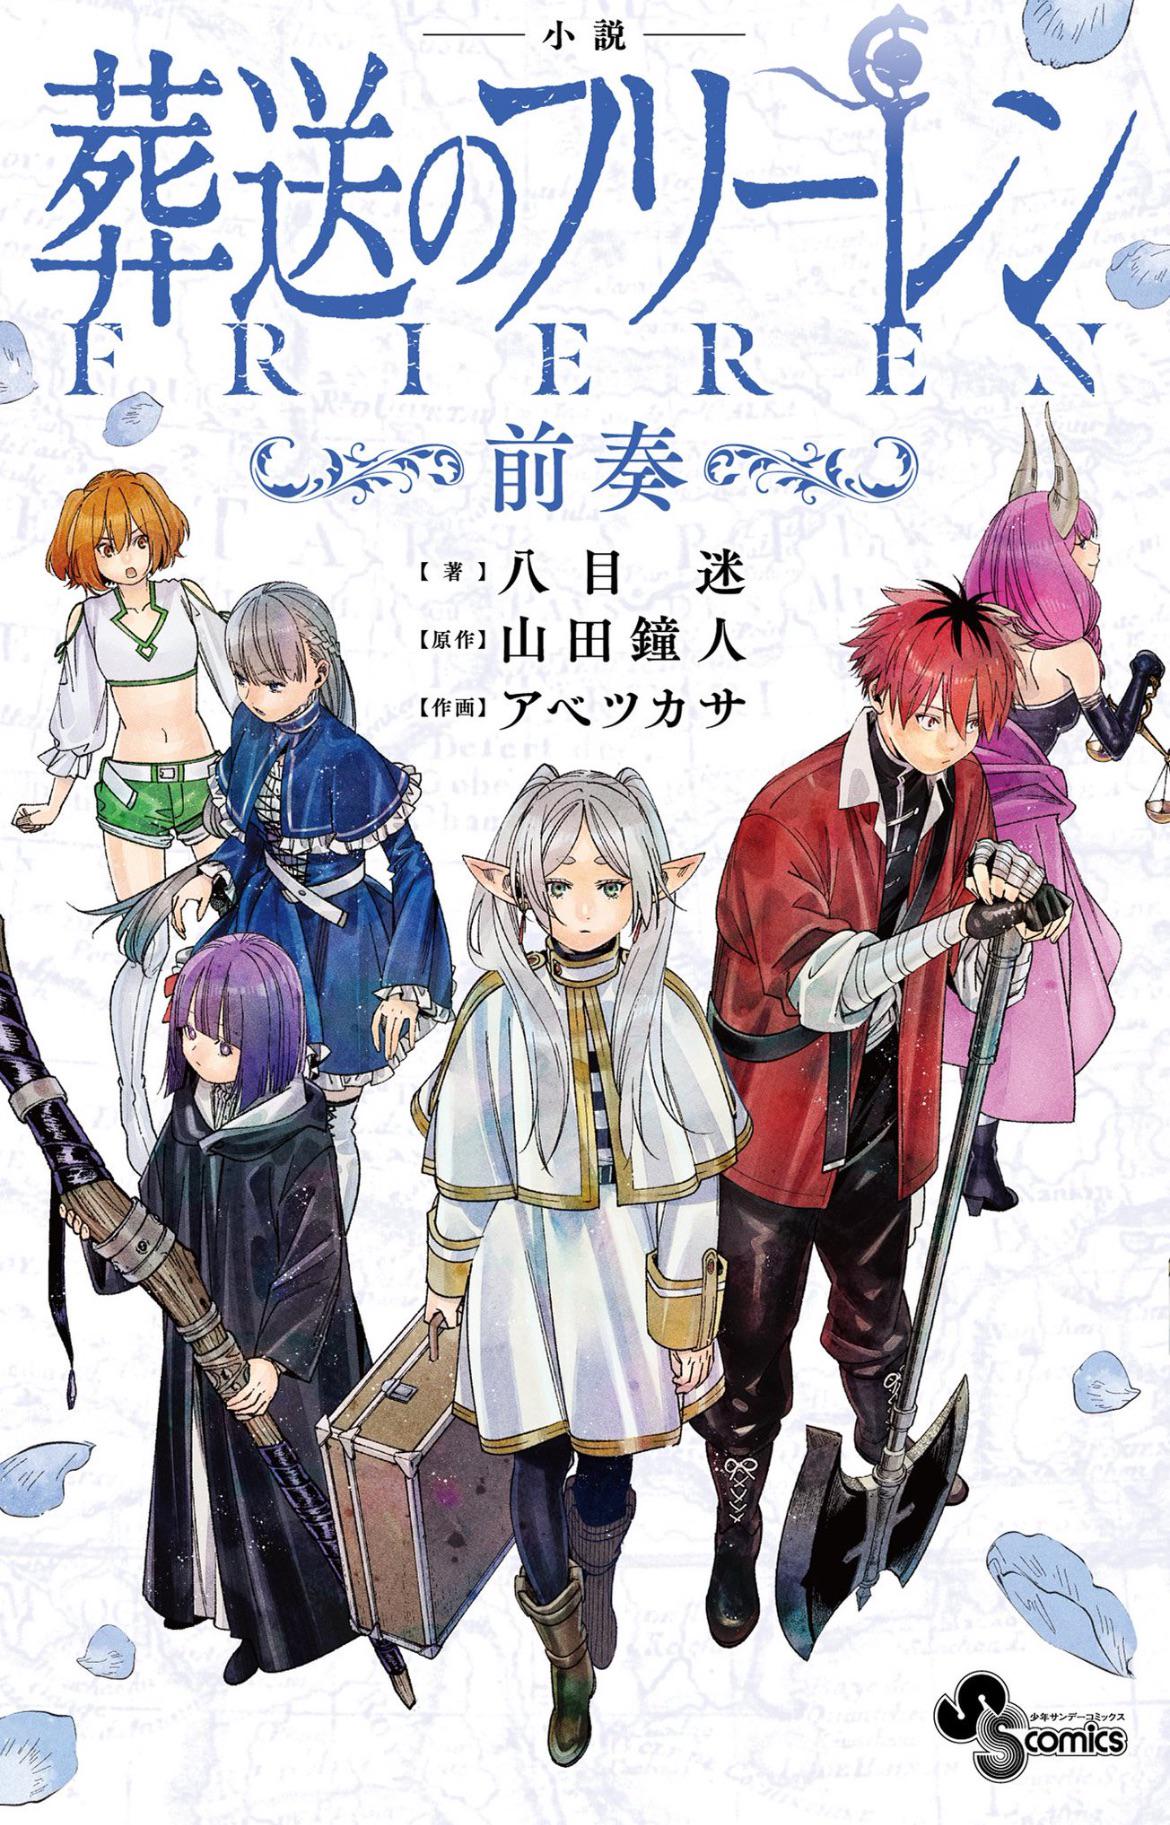 小説
葬送のフリーレン
FRIEREN
前奏
【著】八目 迷
【原作】山田鐘人
【作画】アベツカサ
少年サンデーコミックス
SScomics